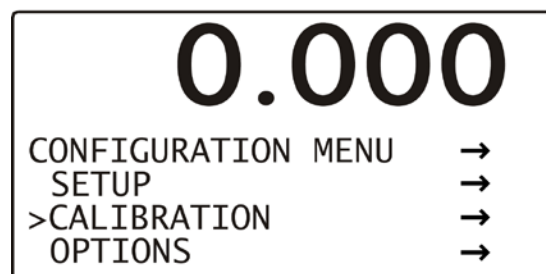 0.000
CONFIGURATION MENU →
SETUP →
>CALIBRATION →
OPTIONS →